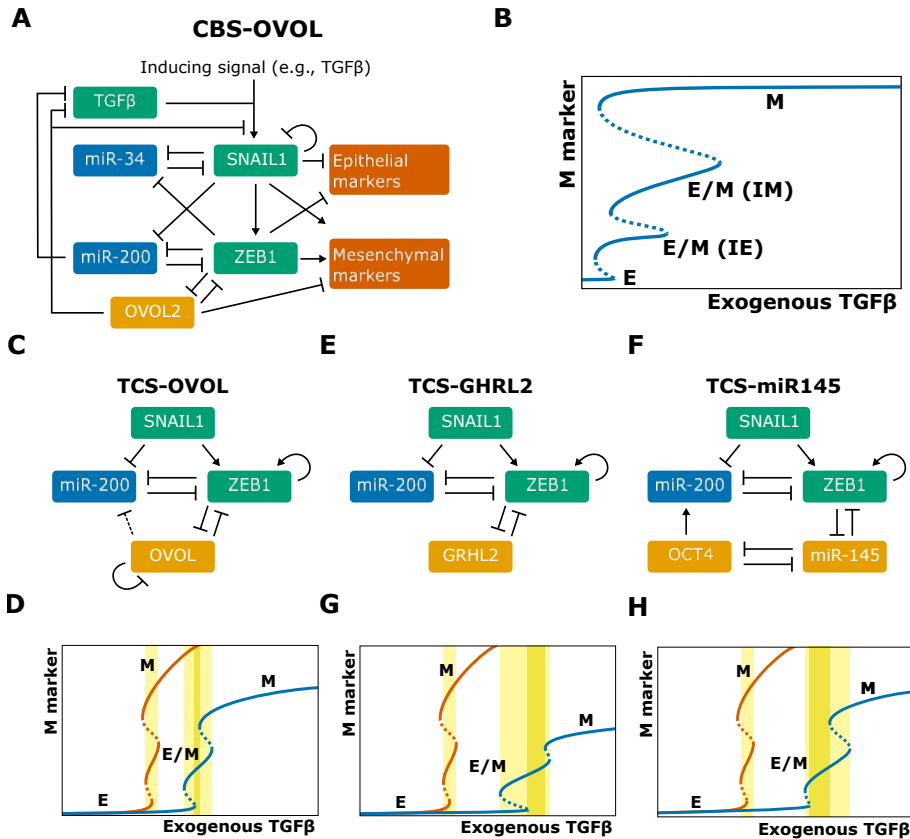 A
CBS-OVOL
Inducing signal (e.g., TGFβ)
TGFβ
miR-34
SNAIL1
Epithelial
markers
miR-200
ZEB1
Mesenchymal
markers
OVOL2
B
M marker
M
E/M (IM)
E/M (IE)
E
Exogenous TGFβ
C
TCS-OVOL
SNAIL1
miR-200
ZEB1
OVOL
E
TCS-GHRL2
SNAIL1
miR-200
ZEB1
GRHL2
F
TCS-miR145
SNAIL1
miR-200
ZEB1
OCT4
miR-145
D
M marker
M
M
E/M
E
Exogenous TGFβ
G
M marker
M
M
E/M
E
Exogenous TGFβ
H
M marker
M
M
E/M
E
Exogenous TGFβ